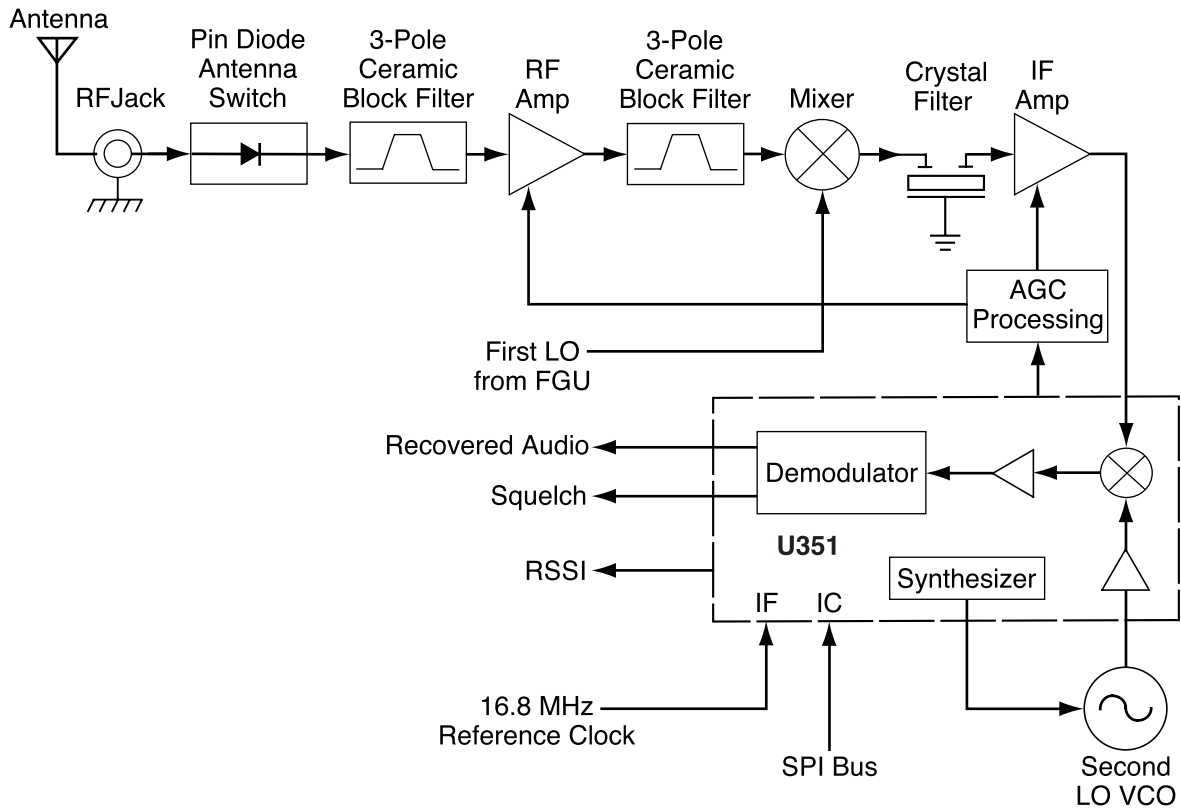 Antenna
RFJack
Pin Diode
Antenna
Switch
3-Pole
Ceramic
Block Filter
RF
Amp
3-Pole
Ceramic
Block Filter
Mixer
Crystal
Filter
IF
Amp
AGC
Processing
First LO
from FGU
Recovered Audio
Demodulator
Squelch
U351
RSSI
Synthesizer
IF IC
16.8 MHz
Reference Clock
SPI Bus
Second
LO VCO